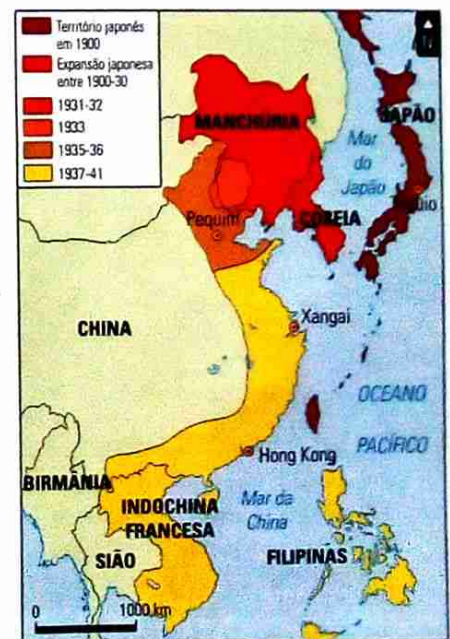 Território japonês
em 1900
Expansão japonesa
entre 1900-30
1931-32
1933
1935-36
1937-41
N
JAPÃO
MANCHÚRIA
Mar
do
Japão
Tóquio
COREIA
Pequim
Xangai
CHINA
OCEANO
PACÍFICO
Hong Kong
BIRMÂNIA
INDOCHINA
FRANCESA
Mar da
China
SIÃO
FILIPINAS
0 1000 km